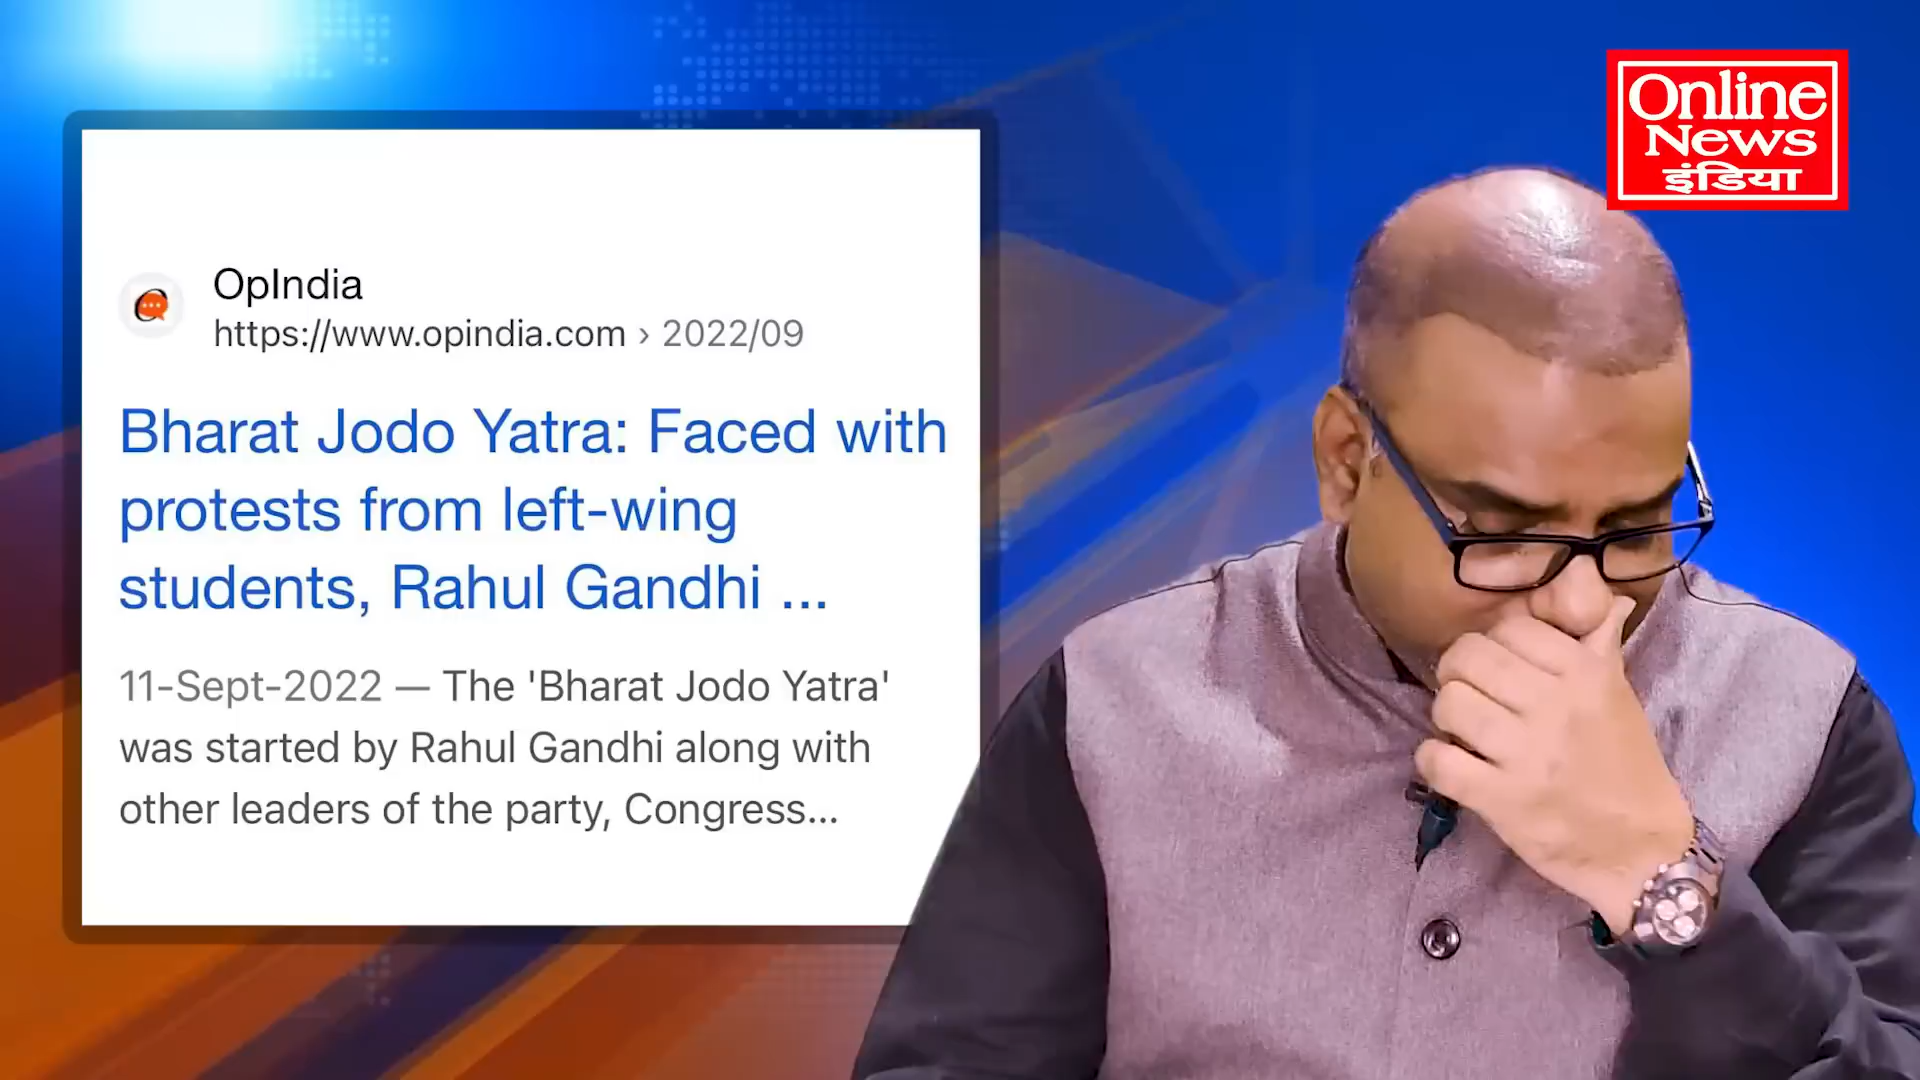 Online
News
इंडिया
OpIndia
https://www.opindia.com › 2022/09
Bharat Jodo Yatra: Faced with
protests from left-wing
students, Rahul Gandhi ...
11-Sept-2022 — The 'Bharat Jodo Yatra'
was started by Rahul Gandhi along with
other leaders of the party, Congress...